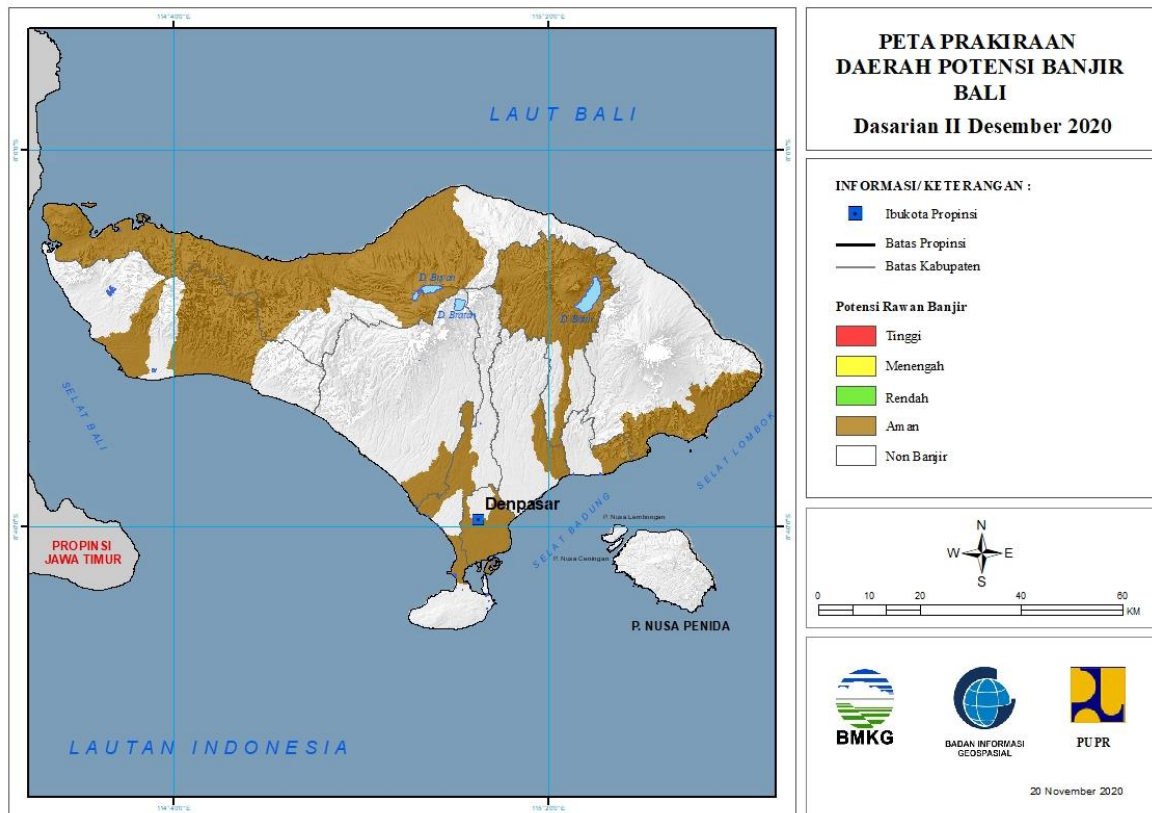 PETA PRAKIRAAN
DAERAH POTENSI BANJIR
BALI
Dasarian II Desember 2020
INFORMASI/KETERANGAN :
Ibukota Propinsi
Batas Propinsi
Batas Kabupaten
Potensi Rawan Banjir
Tinggi
Menengah
Rendah
Aman
Non Banjir
N
W E
S
0 10 20 40 60
KM
BMKG
BADAN INFORMASI
GEOSPASIAL
PUPR
20 November 2020
LAUT BALI
D. Buyan
D. Bratan
D. Batur
SELAT BALI
SELAT LOMBOK
Denpasar
SELAT BADUNG
P. Nusa Lembongan
P. Nusa Ceningan
PROPINSI
JAWA TIMUR
P. NUSA PENIDA
LAUTAN INDONESIA